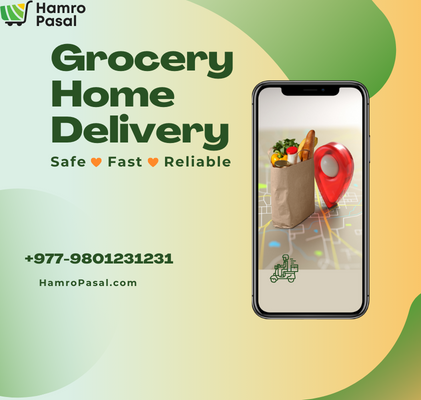 Hamro
Pasal
Grocery
Home
Delivery
Safe 🧡 Fast 🧡 Reliable
+977-9801231231
HamroPasal.com